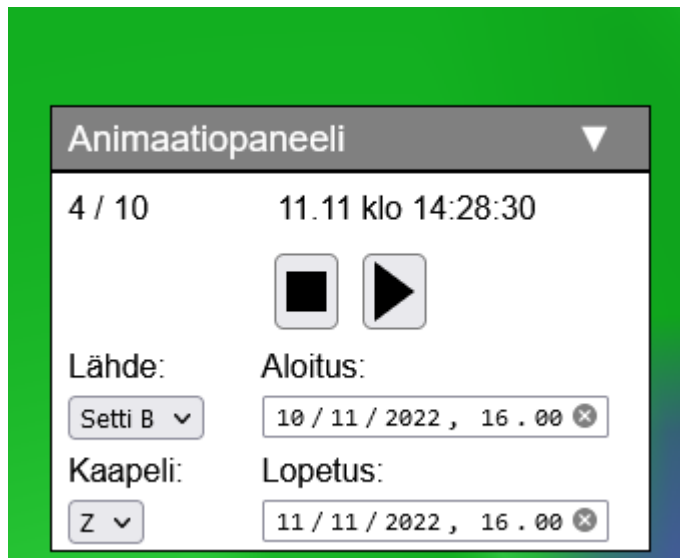 Animaatiopaneeli ▼
4 / 10 11.11 klo 14:28:30
Lähde: Aloitus:
Setti B 10/11/2022, 16.00
Kaapeli: Lopetus:
Z 11/11/2022, 16.00